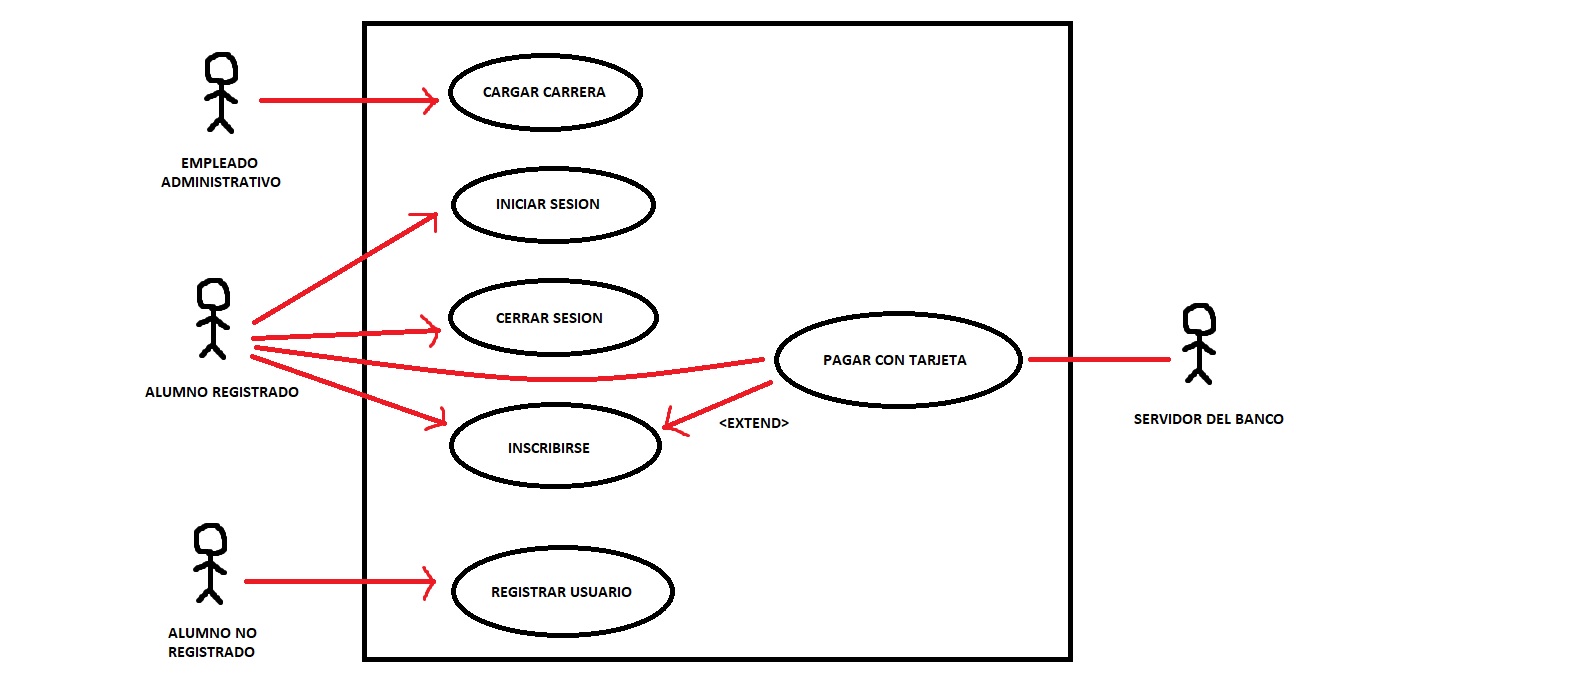 CARGAR CARRERA
EMPLEADO
ADMINISTRATIVO
INICIAR SESION
CERRAR SESION
PAGAR CON TARJETA
ALUMNO REGISTRADO
SERVIDOR DEL BANCO
<EXTEND>
INSCRIBIRSE
REGISTRAR USUARIO
ALUMNO NO
REGISTRADO